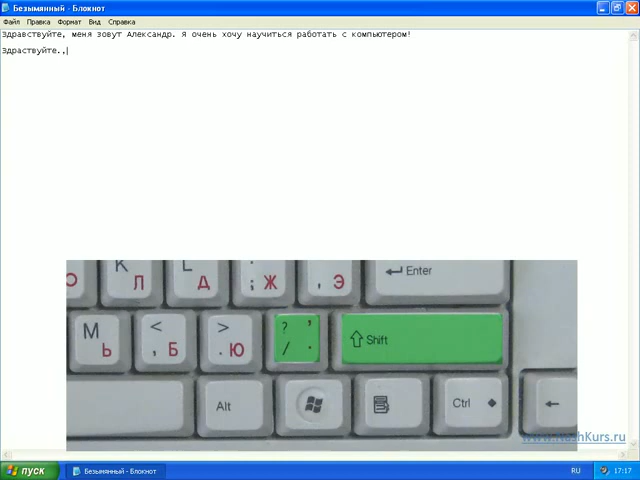 Безымянный - Блокнот
Файл Правка Формат Вид Справка
Здравствуйте, меня зовут Александр. Я очень хочу научиться работать с компьютером!
Здраствуйте.,
K Л
L Д
: ; Ж
, Э
Enter
M Ь
< , Б
> . Ю
? , / .
Shift
Alt
Ctrl
www.NashKurs.ru
пуск
Безымянный - Блокнот
RU
17:17